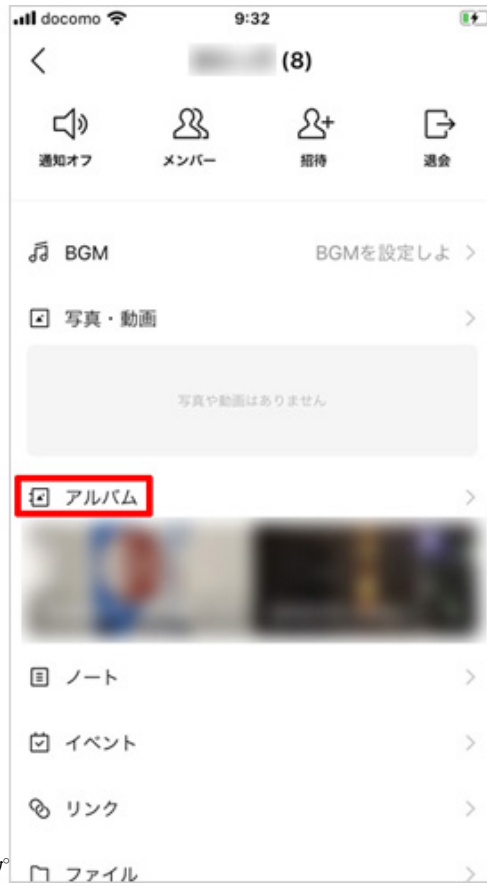 docomo 9:32
(8)
通知オフ メンバー 招待 退会
BGM BGMを設定しよ
写真・動画
写真や動画はありません
アルバム
ノート
イベント
リンク
ファイル